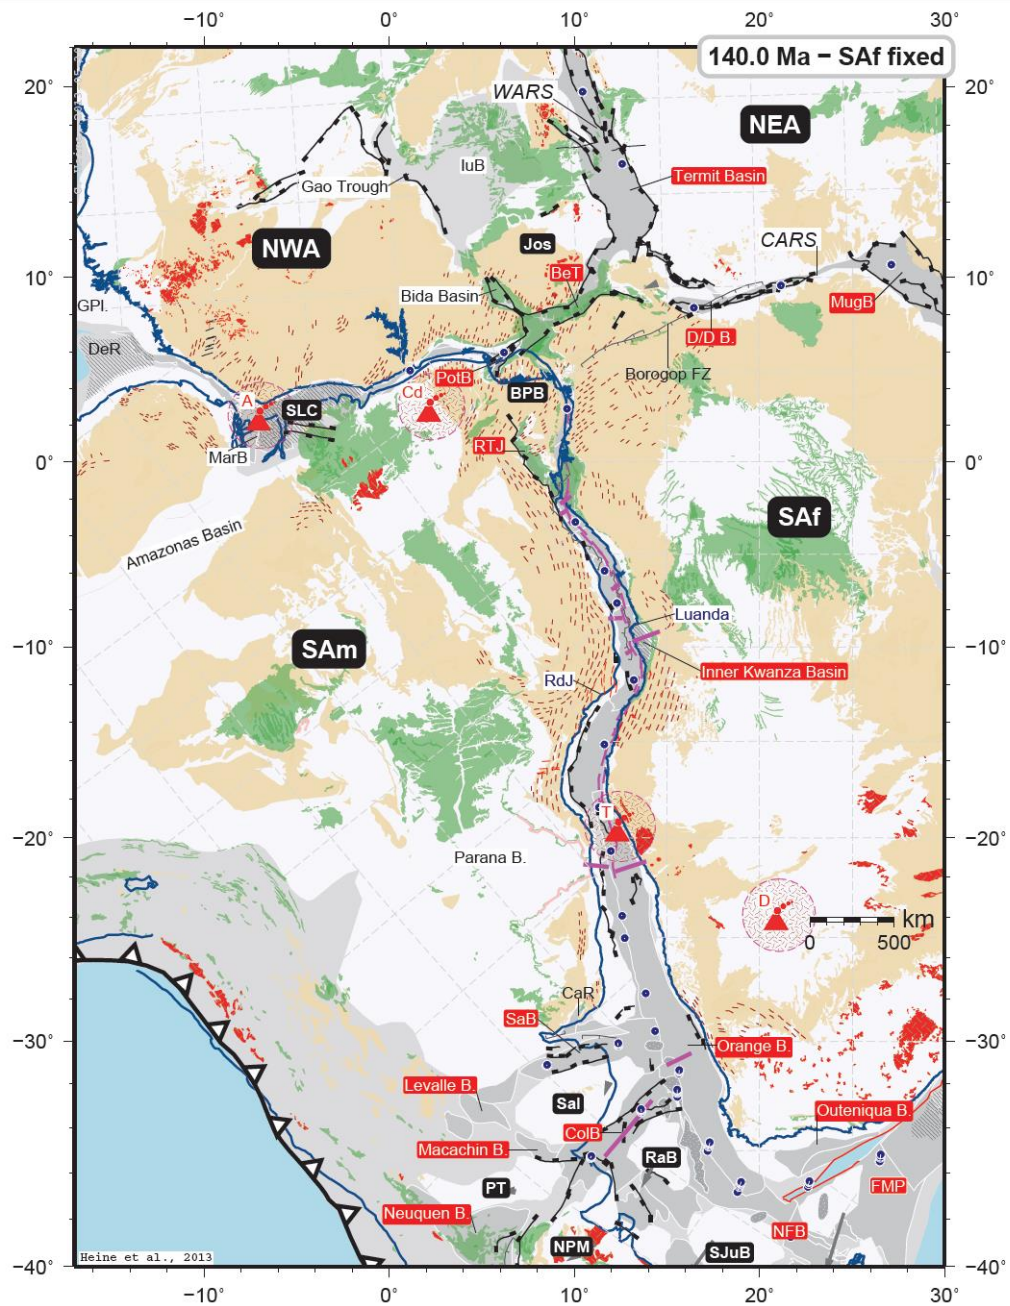 −10° 0° 10° 20° 30°
140.0 Ma − SAf fixed
20° 20°
WARS
NEA
IuB
Termit Basin
Gao Trough
NWA
Jos
CARS
BeT
10° 10°
Bida Basin
MugB
GPl.
D/D B.
DeR
Borogop FZ
PotB
BPB
A
Cd
SLC
RTJ
MarB
0° 0°
SAf
Amazonas Basin
Luanda
SAm
−10° −10°
Inner Kwanza Basin
RdJ
T
−20° −20°
Parana B.
D
km
0 500
CaR
SaB
−30° −30°
Orange B.
Levalle B.
Sal
Outeniqua B.
ColB
Macachin B.
RaB
PT
FMP
Neuquen B.
NFB
NPM
SJuB
Heine et al., 2013
−40° −40°
−10° 0° 10° 20° 30°